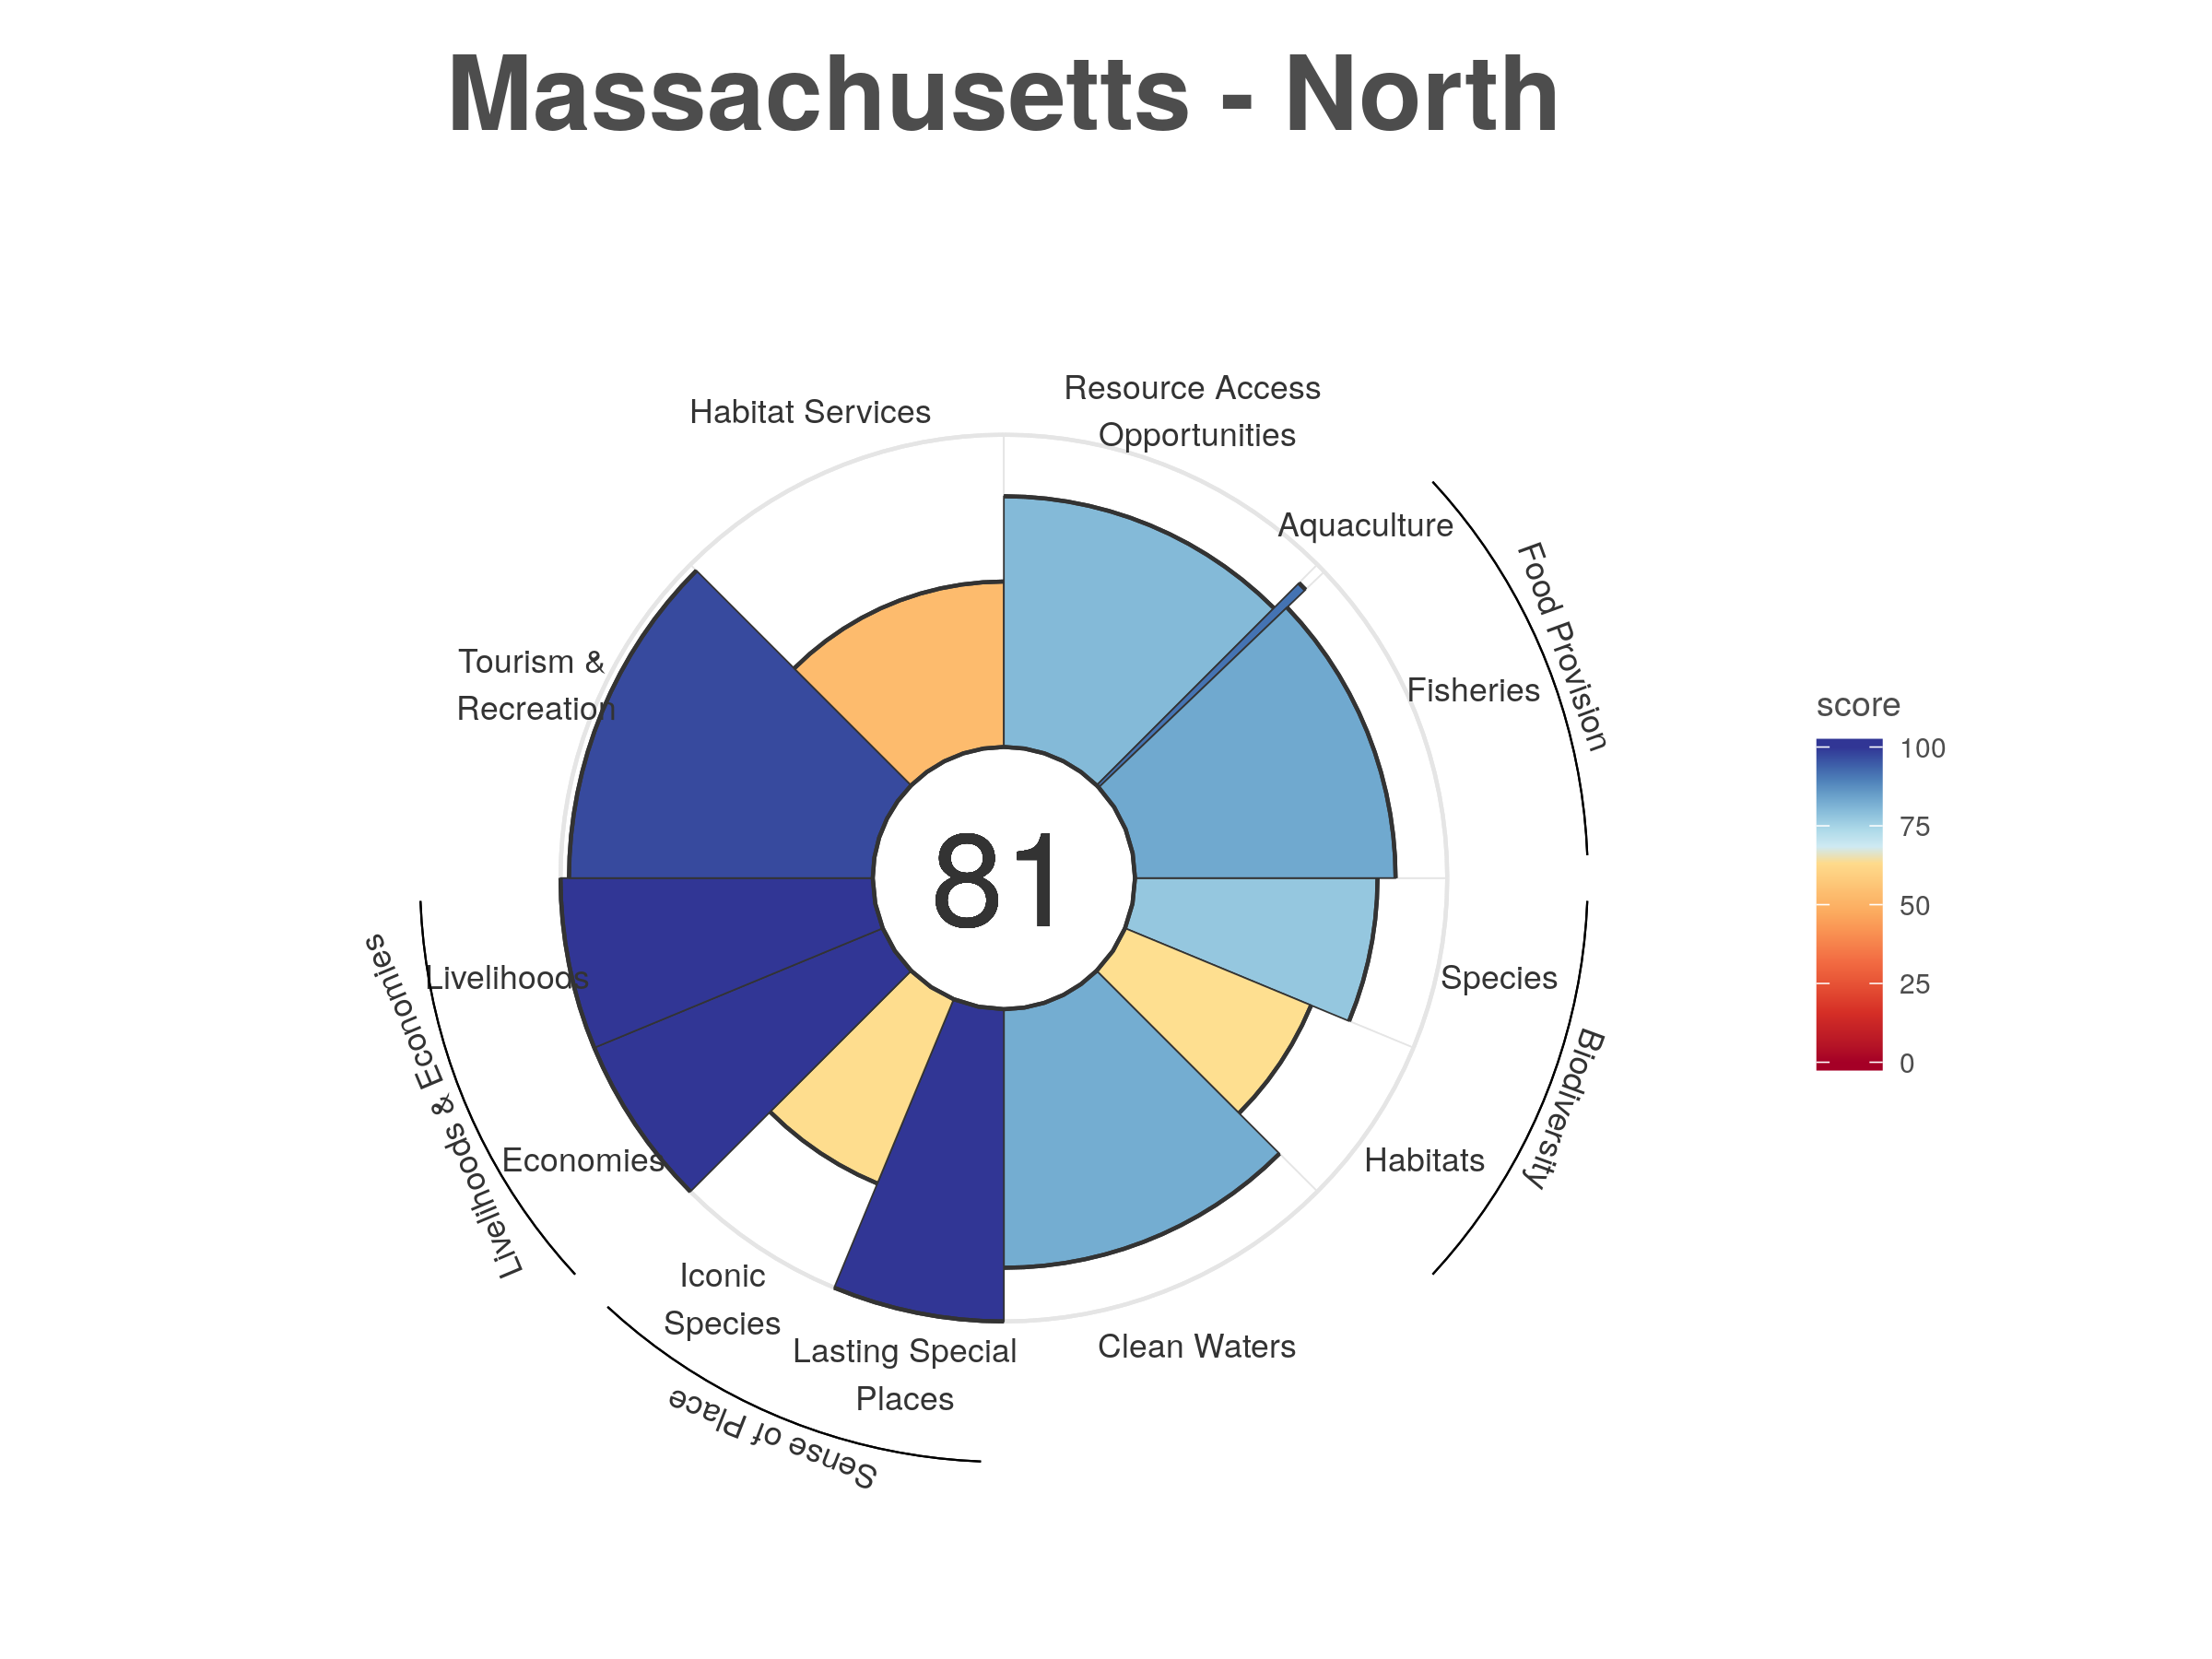 Massachusetts - North
Resource Access
Opportunities
Habitat Services
Aquaculture
Food Provision
Fisheries
Tourism &
Recreation
score
100
75
50
25
0
81
Livelihoods
Species
Livelihoods & Economies
Biodiversity
Economies
Habitats
Iconic
Species
Lasting Special
Places
Clean Waters
Sense of Place